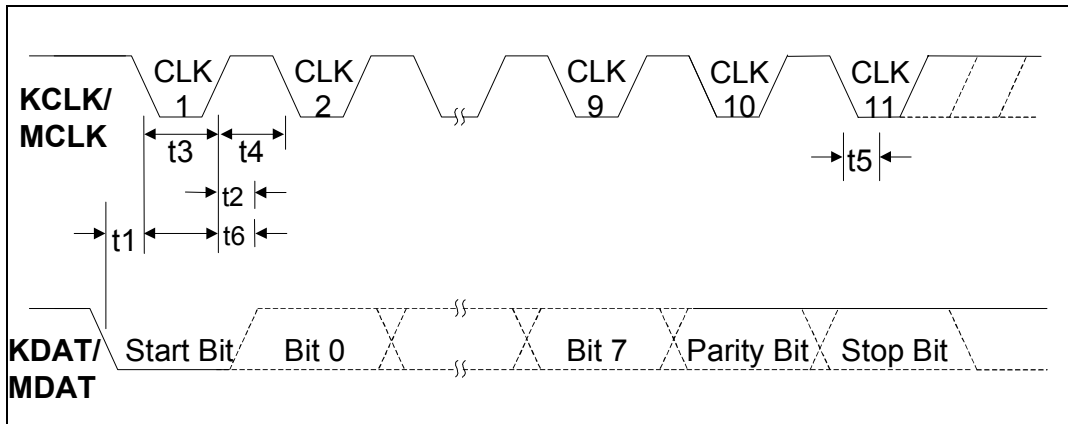 CLK
1
CLK
2
CLK
9
CLK
10
CLK
11
KCLK/
MCLK
t3
t4
t5
t2
t1
t6
KDAT/
MDAT
Start Bit
Bit 0
Bit 7
Parity Bit
Stop Bit